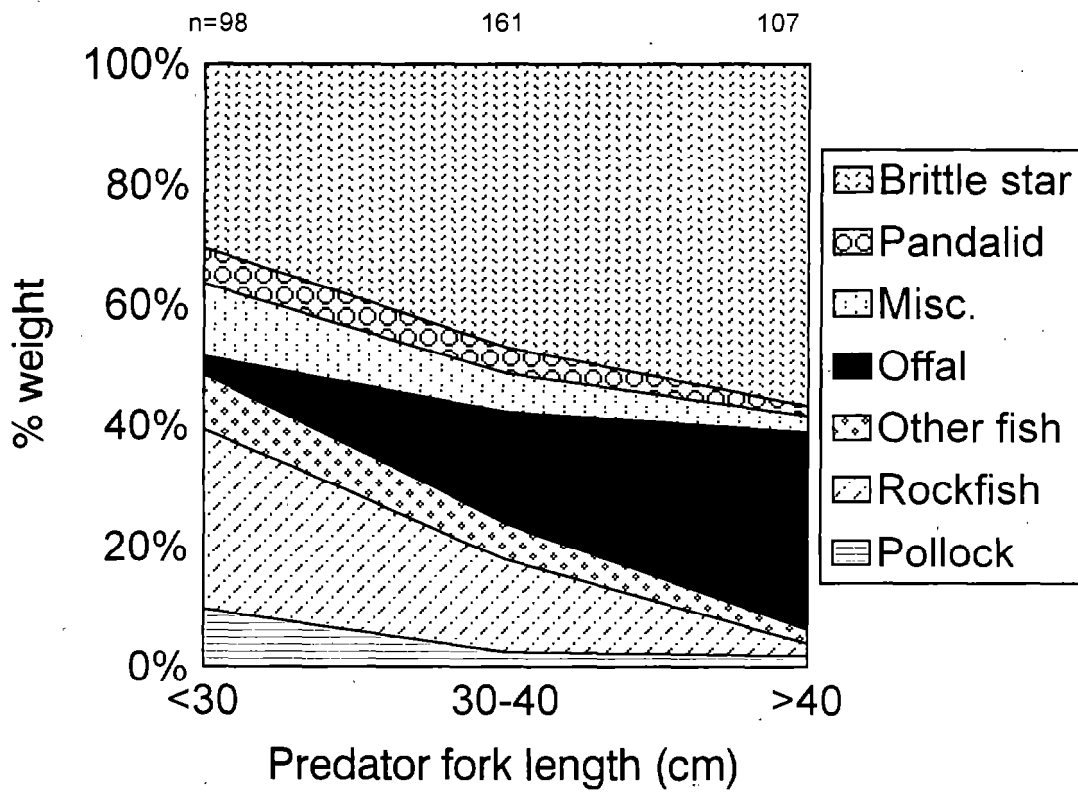 n=98 161 107
100%
80%
60%
40%
20%
0%
% weight
<30 30-40 >40
Predator fork length (cm)
Brittle star
Pandalid
Misc.
Offal
Other fish
Rockfish
Pollock